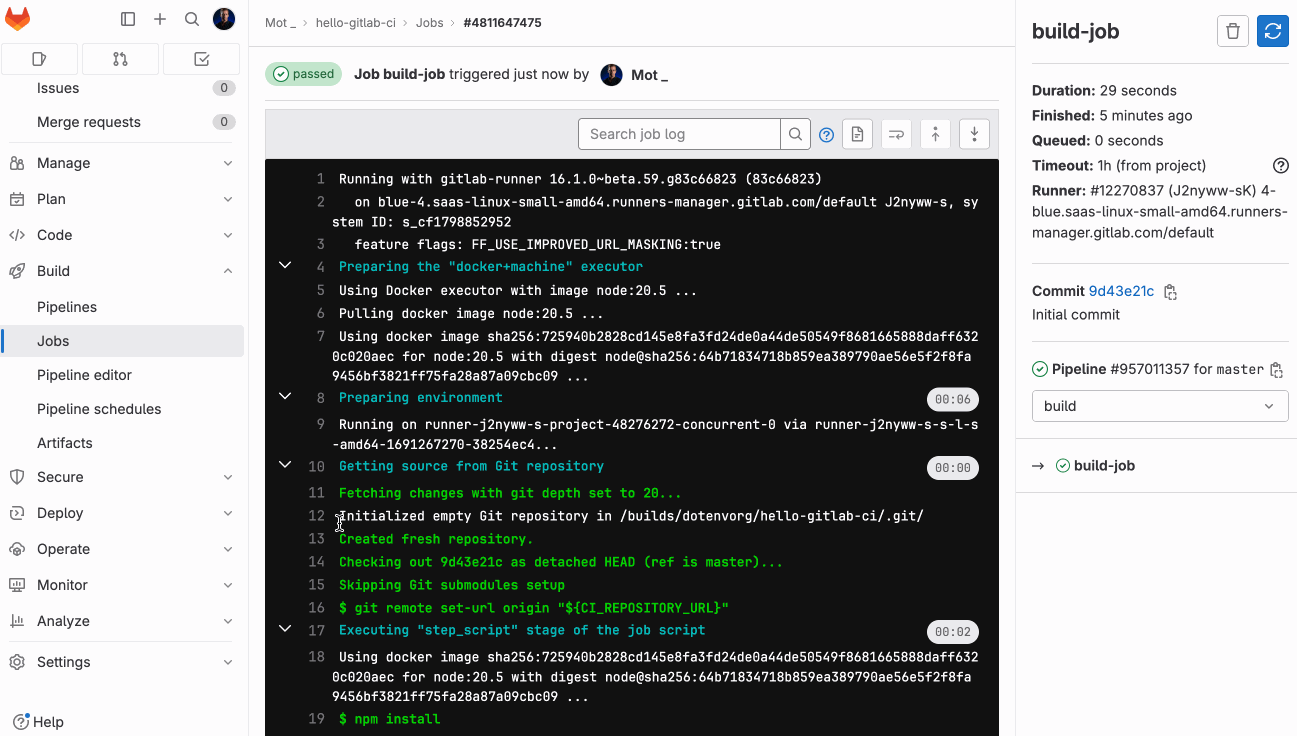 Mot _ › hello-gitlab-ci › Jobs › #4811647475
Issues 0
Merge requests 0
Manage
Plan
Code
Build
Pipelines
Jobs
Pipeline editor
Pipeline schedules
Artifacts
Secure
Deploy
Operate
Monitor
Analyze
Settings
Help
passed Job build-job triggered just now by Mot _
Search job log
1 Running with gitlab-runner 16.1.0~beta.59.g83c66823 (83c66823)
2 on blue-4.saas-linux-small-amd64.runners-manager.gitlab.com/default J2nyww-s, sy
stem ID: s_cf1798852952
3 feature flags: FF_USE_IMPROVED_URL_MASKING:true
4 Preparing the "docker+machine" executor
5 Using Docker executor with image node:20.5 ...
6 Pulling docker image node:20.5 ...
7 Using docker image sha256:725940b2828cd145e8fa3fd24de0a44de50549f8681665888daff632
0c020aec for node:20.5 with digest node@sha256:64b71834718b859ea389790ae56e5f2f8fa
9456bf3821ff75fa28a87a09cbc09 ...
8 Preparing environment 00:06
9 Running on runner-j2nyww-s-project-48276272-concurrent-0 via runner-j2nyww-s-s-l-s
-amd64-1691267270-38254ec4...
10 Getting source from Git repository 00:00
11 Fetching changes with git depth set to 20...
12 Initialized empty Git repository in /builds/dotenvorg/hello-gitlab-ci/.git/
13 Created fresh repository.
14 Checking out 9d43e21c as detached HEAD (ref is master)...
15 Skipping Git submodules setup
16 $ git remote set-url origin "${CI_REPOSITORY_URL}"
17 Executing "step_script" stage of the job script 00:02
18 Using docker image sha256:725940b2828cd145e8fa3fd24de0a44de50549f8681665888daff632
0c020aec for node:20.5 with digest node@sha256:64b71834718b859ea389790ae56e5f2f8fa
9456bf3821ff75fa28a87a09cbc09 ...
19 $ npm install
build-job
Duration: 29 seconds
Finished: 5 minutes ago
Queued: 0 seconds
Timeout: 1h (from project)
Runner: #12270837 (J2nyww-sK) 4-
blue.saas-linux-small-amd64.runners-
manager.gitlab.com/default
Commit 9d43e21c
Initial commit
Pipeline #957011357 for master
build
→ build-job